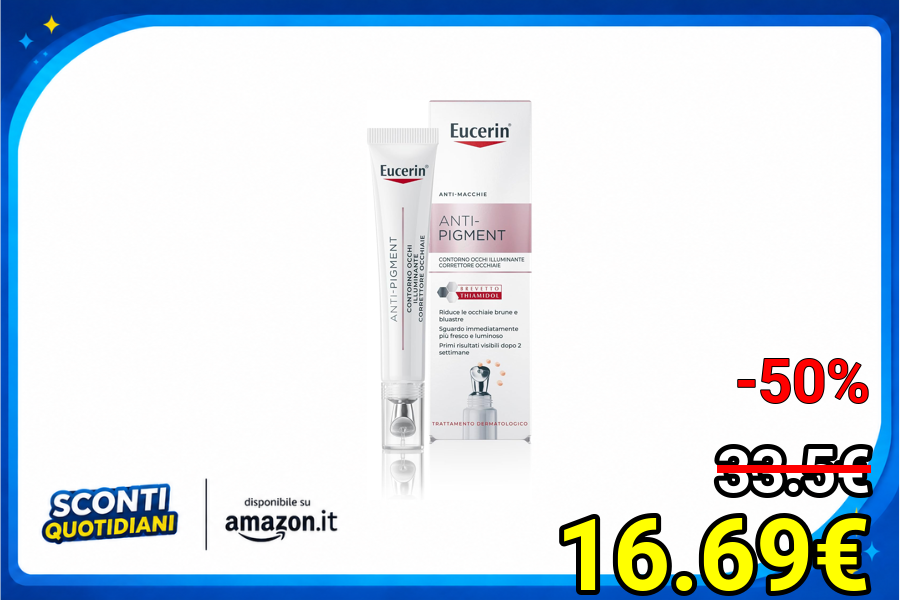 Eucerin®
ANTI-MACCHIE
ANTI-
PIGMENT
CONTORNO OCCHI ILLUMINANTE
CORRETTORE OCCHIAIE
BREVETTO
THIAMIDOL
Riduce le occhiaie brune e
bluastre
Sguardo immediatamente
più fresco e luminoso
Primi risultati visibili dopo 2
settimane
TRATTAMENTO DERMATOLOGICO
Eucerin®
ANTI-PIGMENT
CONTORNO OCCHI
ILLUMINANTE
CORRETTORE OCCHIAIE
-50%
33.5€
16.69€
SCONTI
QUOTIDIANI
disponibile su
amazon.it